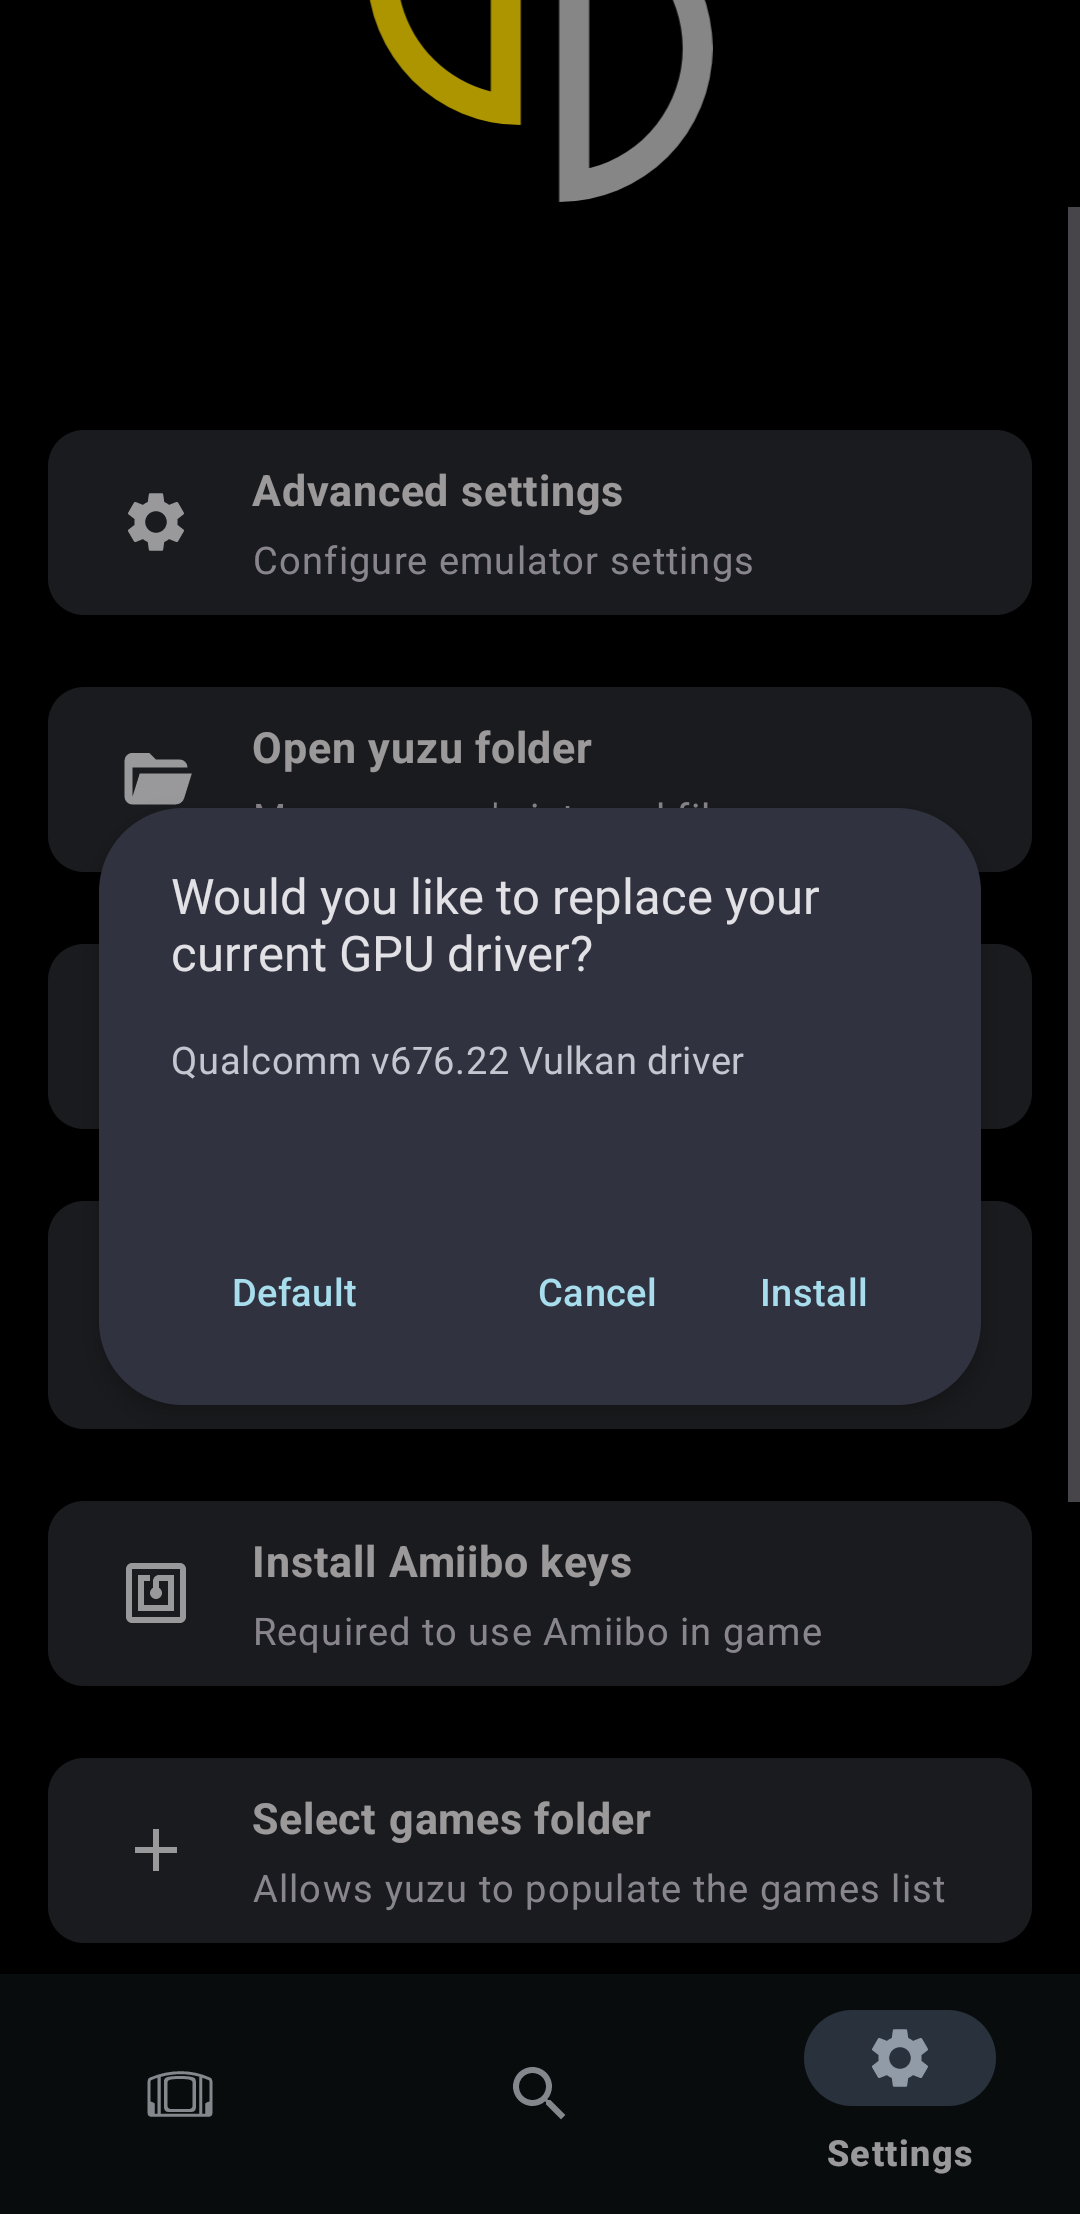 Advanced settings
Configure emulator settings
Open yuzu folder
Would you like to replace your
current GPU driver?
Qualcomm v676.22 Vulkan driver
Default
Cancel
Install
Install Amiibo keys
Required to use Amiibo in game
Select games folder
Allows yuzu to populate the games list
Settings